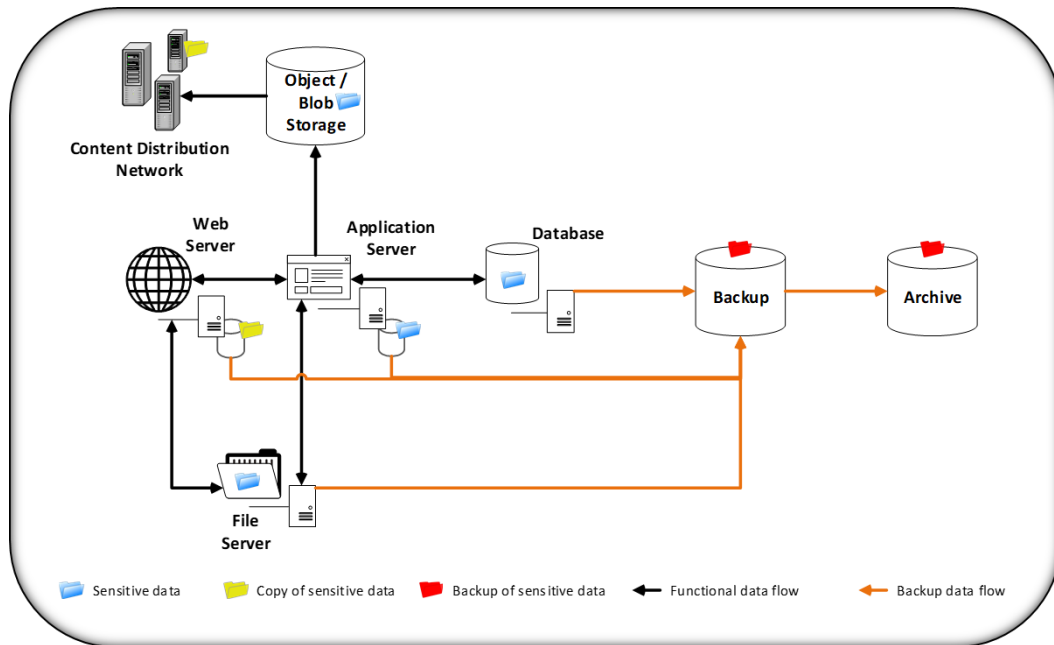 Object /
Blob
Storage
Content Distribution
Network
Web
Server
Application
Server
Database
Backup
Archive
File
Server
Sensitive data
Copy of sensitive data
Backup of sensitive data
Functional data flow
Backup data flow